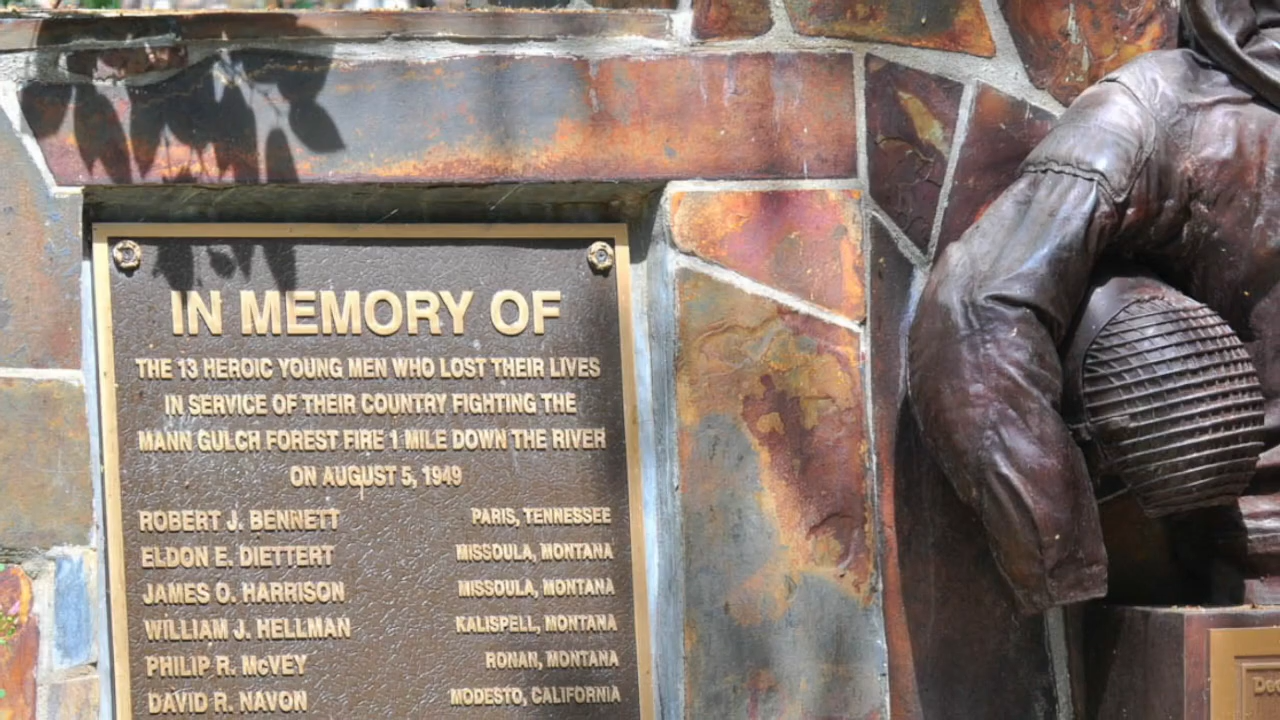 IN MEMORY OF
THE 13 HEROIC YOUNG MEN WHO LOST THEIR LIVES
IN SERVICE OF THEIR COUNTRY FIGHTING THE
MANN GULCH FOREST FIRE 1 MILE DOWN THE RIVER
ON AUGUST 5, 1949
ROBERT J. BENNETT PARIS, TENNESSEE
ELDON E. DIETTERT MISSOULA, MONTANA
JAMES O. HARRISON MISSOULA, MONTANA
WILLIAM J. HELLMAN KALISPELL, MONTANA
PHILIP R. McVEY RONAN, MONTANA
DAVID R. NAVON MODESTO, CALIFORNIA